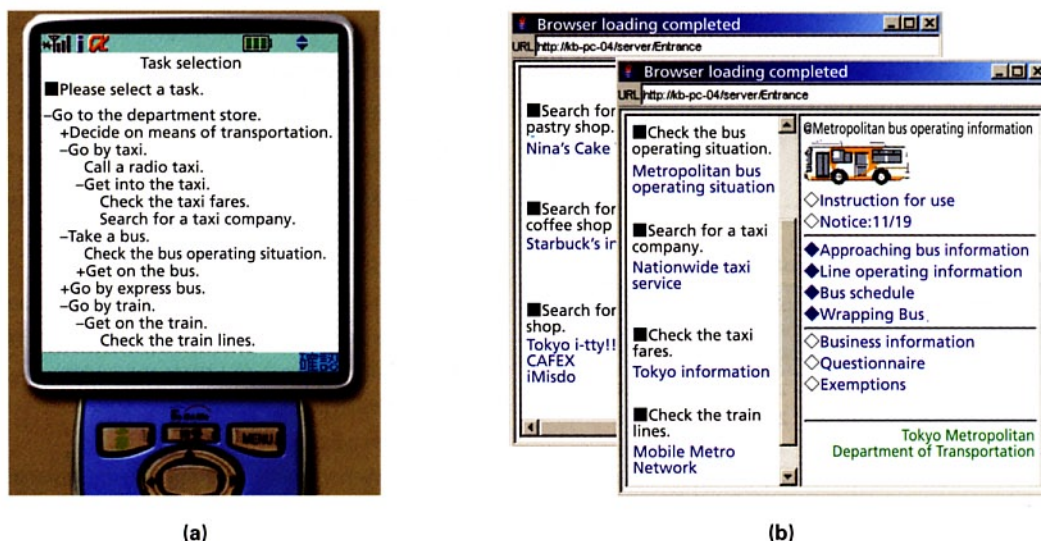 Task selection
■Please select a task.
–Go to the department store.
+Decide on means of transportation.
–Go by taxi.
Call a radio taxi.
–Get into the taxi.
Check the taxi fares.
Search for a taxi company.
–Take a bus.
Check the bus operating situation.
+Get on the bus.
+Go by express bus.
–Go by train.
–Get on the train.
Check the train lines.
確認
MENU
(a)
Browser loading completed
URL http://kb-pc-04/server/Entrance
■Search for
pastry shop.
Nina's Cake
■Search for
coffee shop
Starbuck's
■Search for
shop.
Tokyo i-tty!!
CAFEX
iMisdo
Browser loading completed
URL http://kb-pc-04/server/Entrance
■Check the bus
operating situation.
Metropolitan bus
operating situation
■Search for a taxi
company.
Nationwide taxi
service
■Check the taxi
fares.
Tokyo information
■Check the train
lines.
Mobile Metro
Network
@Metropolitan bus operating information
◇Instruction for use
◇Notice:11/19
◆Approaching bus information
◆Line operating information
◆Bus schedule
◆Wrapping Bus
◇Business information
◇Questionnaire
◇Exemptions
Tokyo Metropolitan
Department of Transportation
(b)